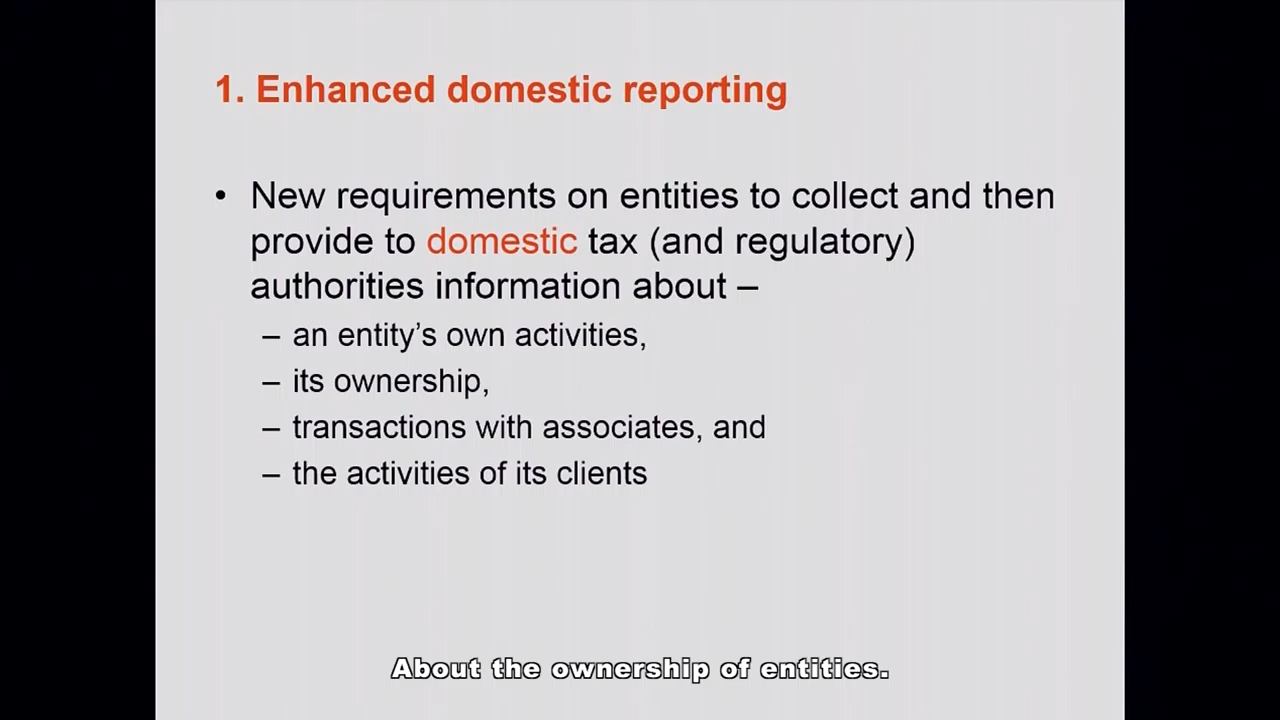 1. Enhanced domestic reporting
• New requirements on entities to collect and then
provide to domestic tax (and regulatory)
authorities information about –
– an entity’s own activities,
– its ownership,
– transactions with associates, and
– the activities of its clients
About the ownership of entities.